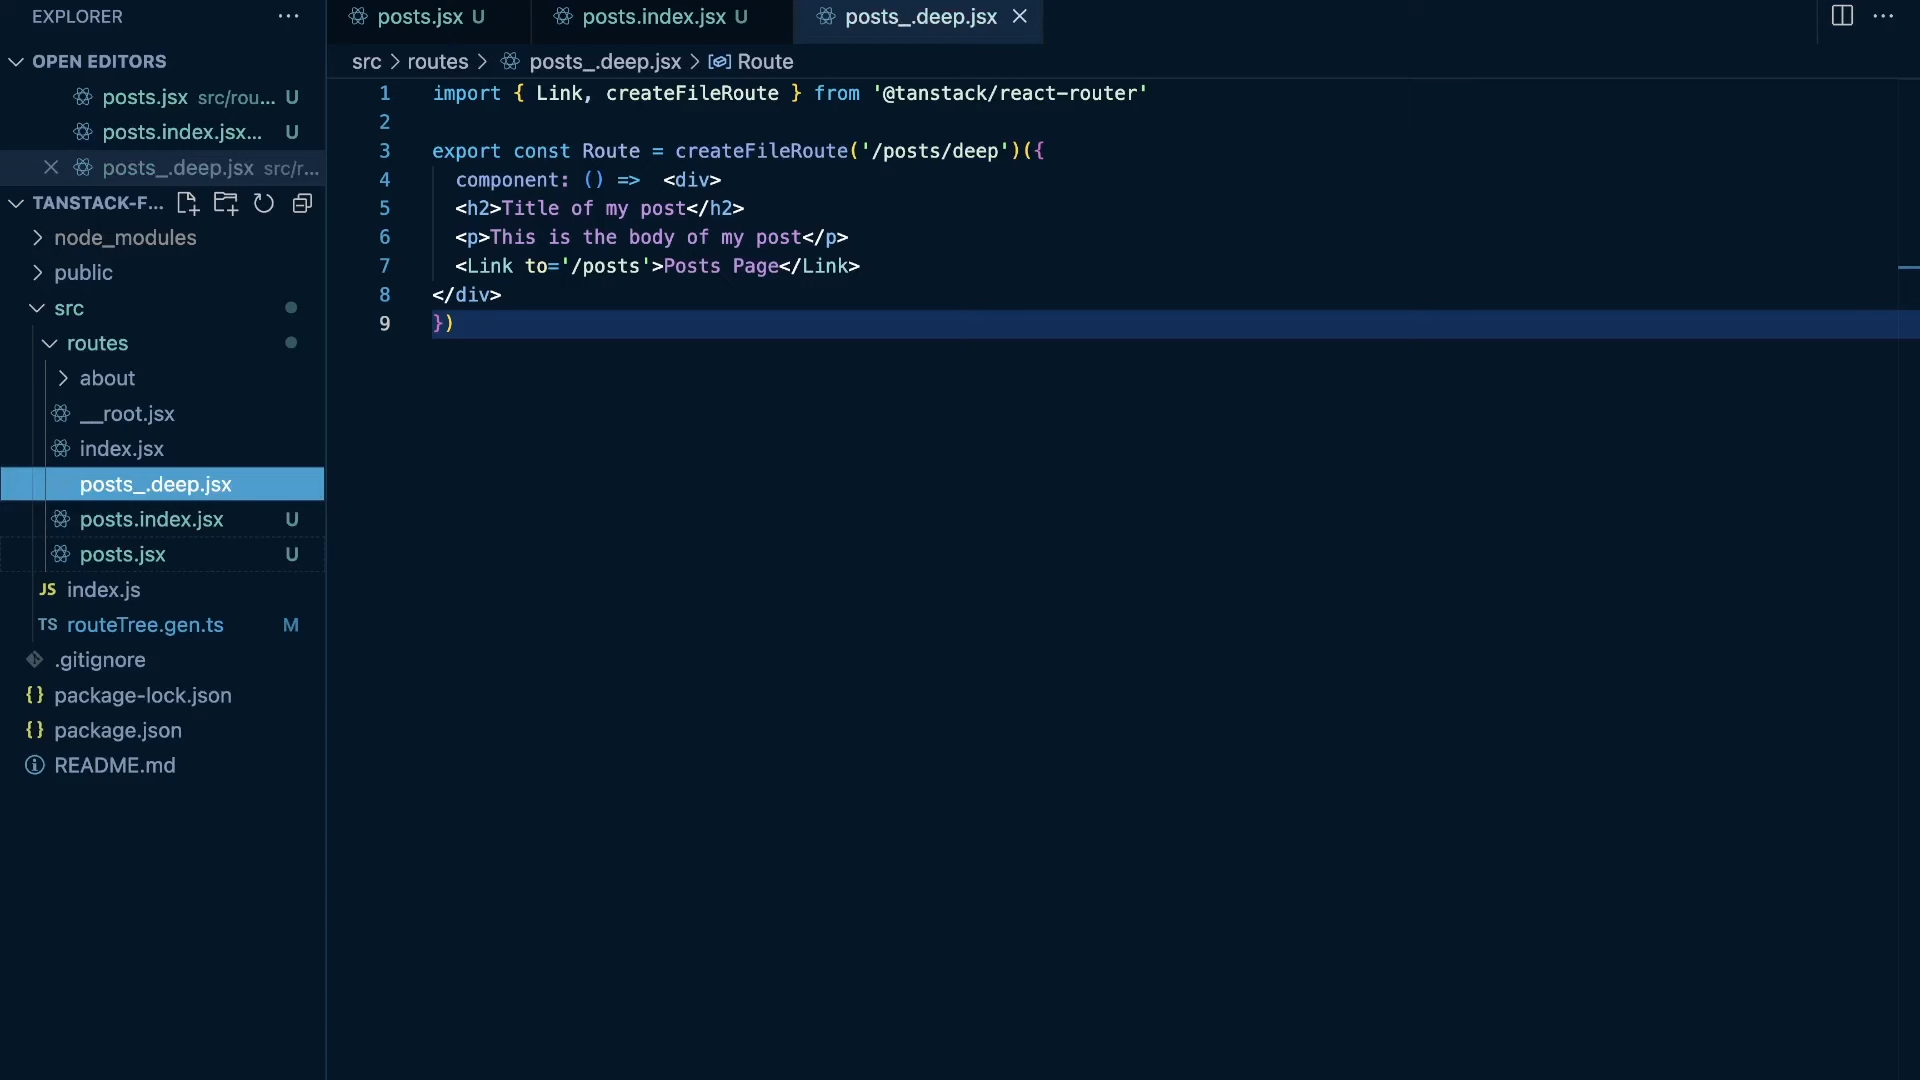 EXPLORER
OPEN EDITORS
posts.jsx src/rou... U
posts.index.jsx... U
posts_.deep.jsx src/r...
TANSTACK-F...
node_modules
public
src
routes
about
__root.jsx
index.jsx
posts_.deep.jsx
posts.index.jsx U
posts.jsx U
JS index.js
TS routeTree.gen.ts M
.gitignore
{} package-lock.json
{} package.json
README.md
posts.jsx U
posts.index.jsx U
posts_.deep.jsx
src > routes > posts_.deep.jsx > Route
1 import { Link, createFileRoute } from '@tanstack/react-router'
2
3 export const Route = createFileRoute('/posts/deep')({
4   component: () =>  <div>
5   <h2>Title of my post</h2>
6   <p>This is the body of my post</p>
7   <Link to='/posts'>Posts Page</Link>
8 </div>
9 })